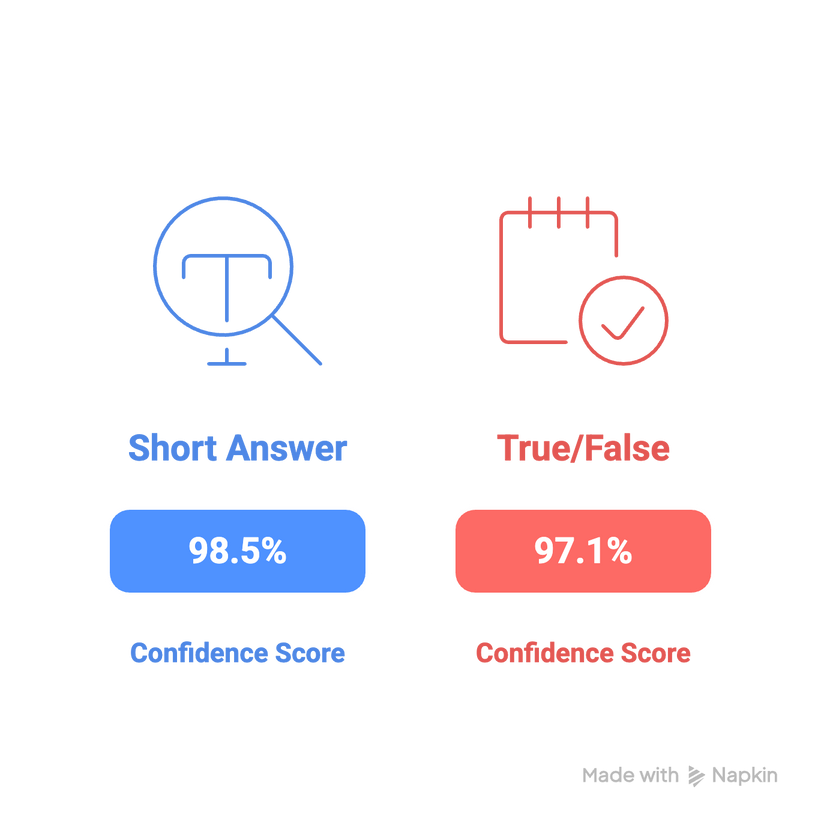 Short Answer
98.5%
Confidence Score
True/False
97.1%
Confidence Score
Made with Napkin